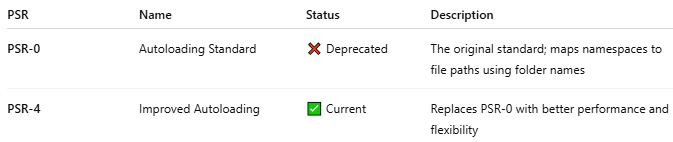 PSR Name Status Description
PSR-0 Autoloading Standard ❌ Deprecated The original standard; maps namespaces to
file paths using folder names
PSR-4 Improved Autoloading ✅ Current Replaces PSR-0 with better performance and
flexibility